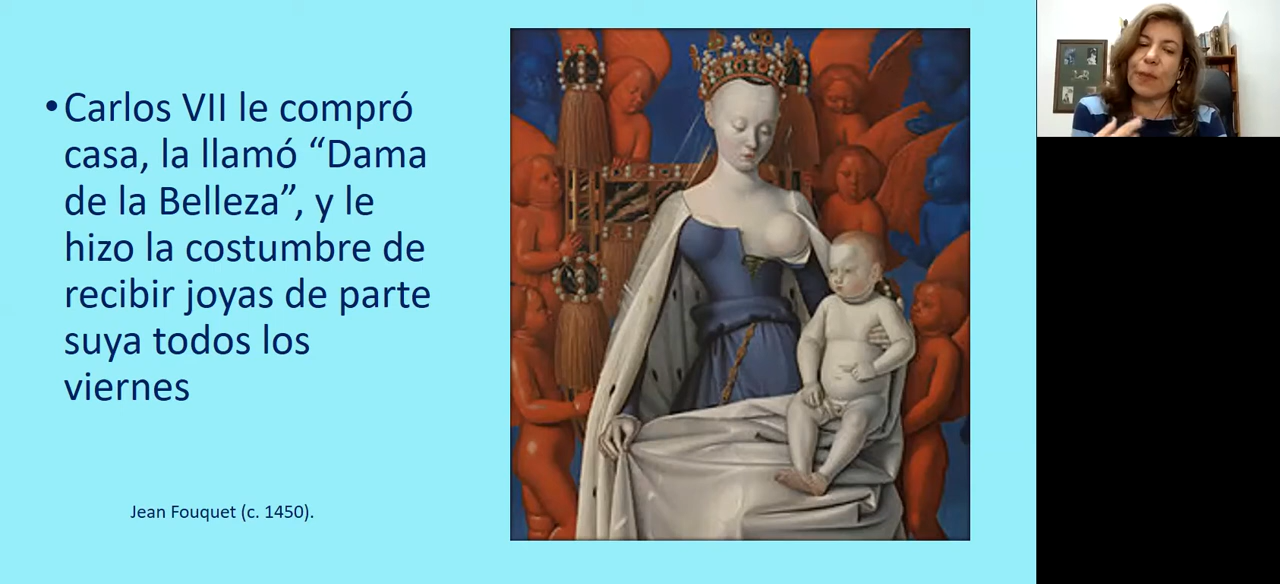 •Carlos VII le compró
casa, la llamó “Dama
de la Belleza”, y le
hizo la costumbre de
recibir joyas de parte
suya todos los
viernes
Jean Fouquet (c. 1450).